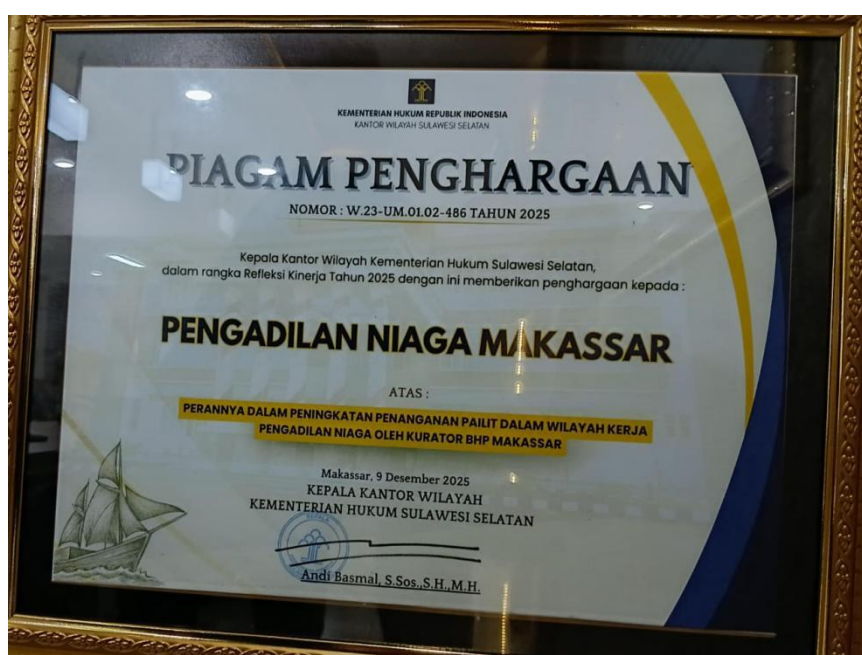 KEMENTERIAN HUKUM REPUBLIK INDONESIA
KANTOR WILAYAH SULAWESI SELATAN
PIAGAM PENGHARGAAN
NOMOR : W.23-UM.01.02-486 TAHUN 2025
Kepala Kantor Wilayah Kementerian Hukum Sulawesi Selatan,
dalam rangka Refleksi Kinerja Tahun 2025 dengan ini memberikan penghargaan kepada :
PENGADILAN NIAGA MAKASSAR
ATAS :
PERANNYA DALAM PENINGKATAN PENANGANAN PAILIT DALAM WILAYAH KERJA
PENGADILAN NIAGA OLEH KURATOR BHP MAKASSAR
Makassar, 9 Desember 2025
KEPALA KANTOR WILAYAH
KEMENTERIAN HUKUM SULAWESI SELATAN
KEPALA
Andi Basmal, S.Sos.,S.H.,M.H.